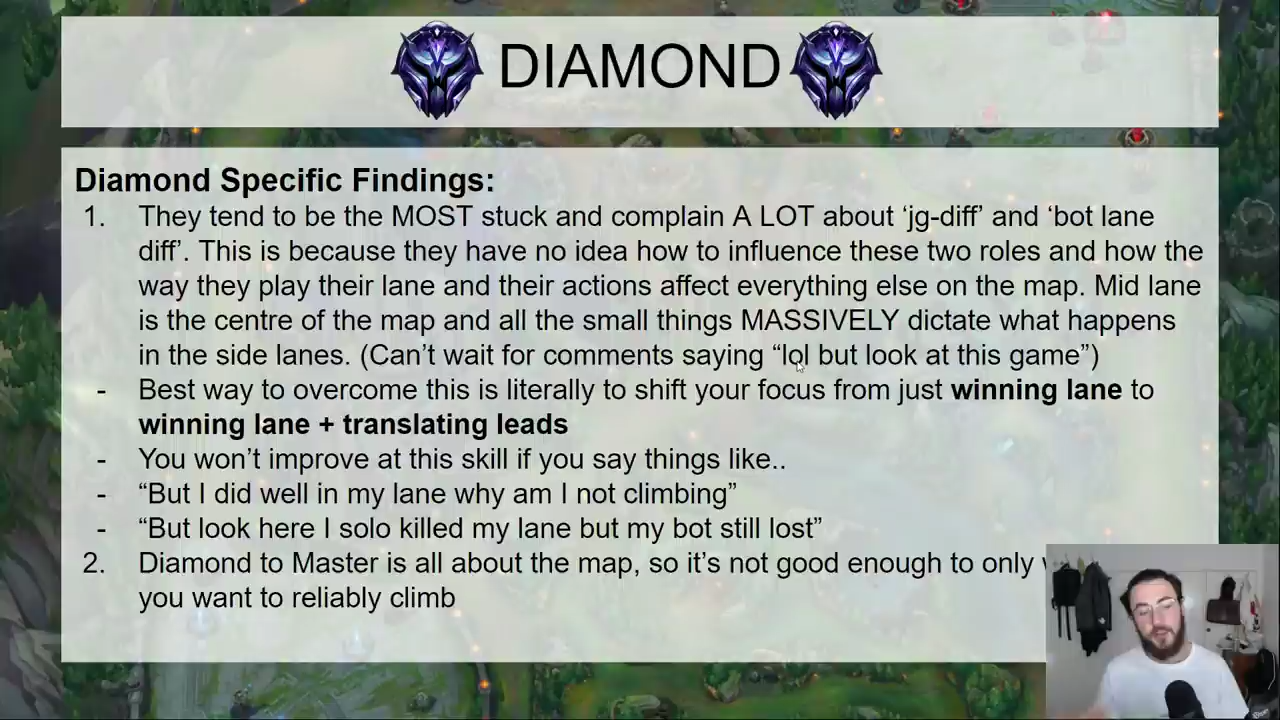 DIAMOND
Diamond Specific Findings:
1. They tend to be the MOST stuck and complain A LOT about ‘jg-diff’ and ‘bot lane
diff’. This is because they have no idea how to influence these two roles and how the
way they play their lane and their actions affect everything else on the map. Mid lane
is the centre of the map and all the small things MASSIVELY dictate what happens
in the side lanes. (Can’t wait for comments saying “lol but look at this game”)
- Best way to overcome this is literally to shift your focus from just winning lane to
winning lane + translating leads
- You won’t improve at this skill if you say things like..
- “But I did well in my lane why am I not climbing”
- “But look here I solo killed my lane but my bot still lost”
2. Diamond to Master is all about the map, so it’s not good enough to only
you want to reliably climb